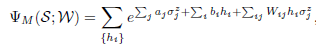 Ψ_M(𝒮; 𝒲) = ∑_{{h_i}} e^{∑_j a_j σ_j^z + ∑_i b_i h_i + ∑_{ij} W_{ij} h_i σ_j^z},